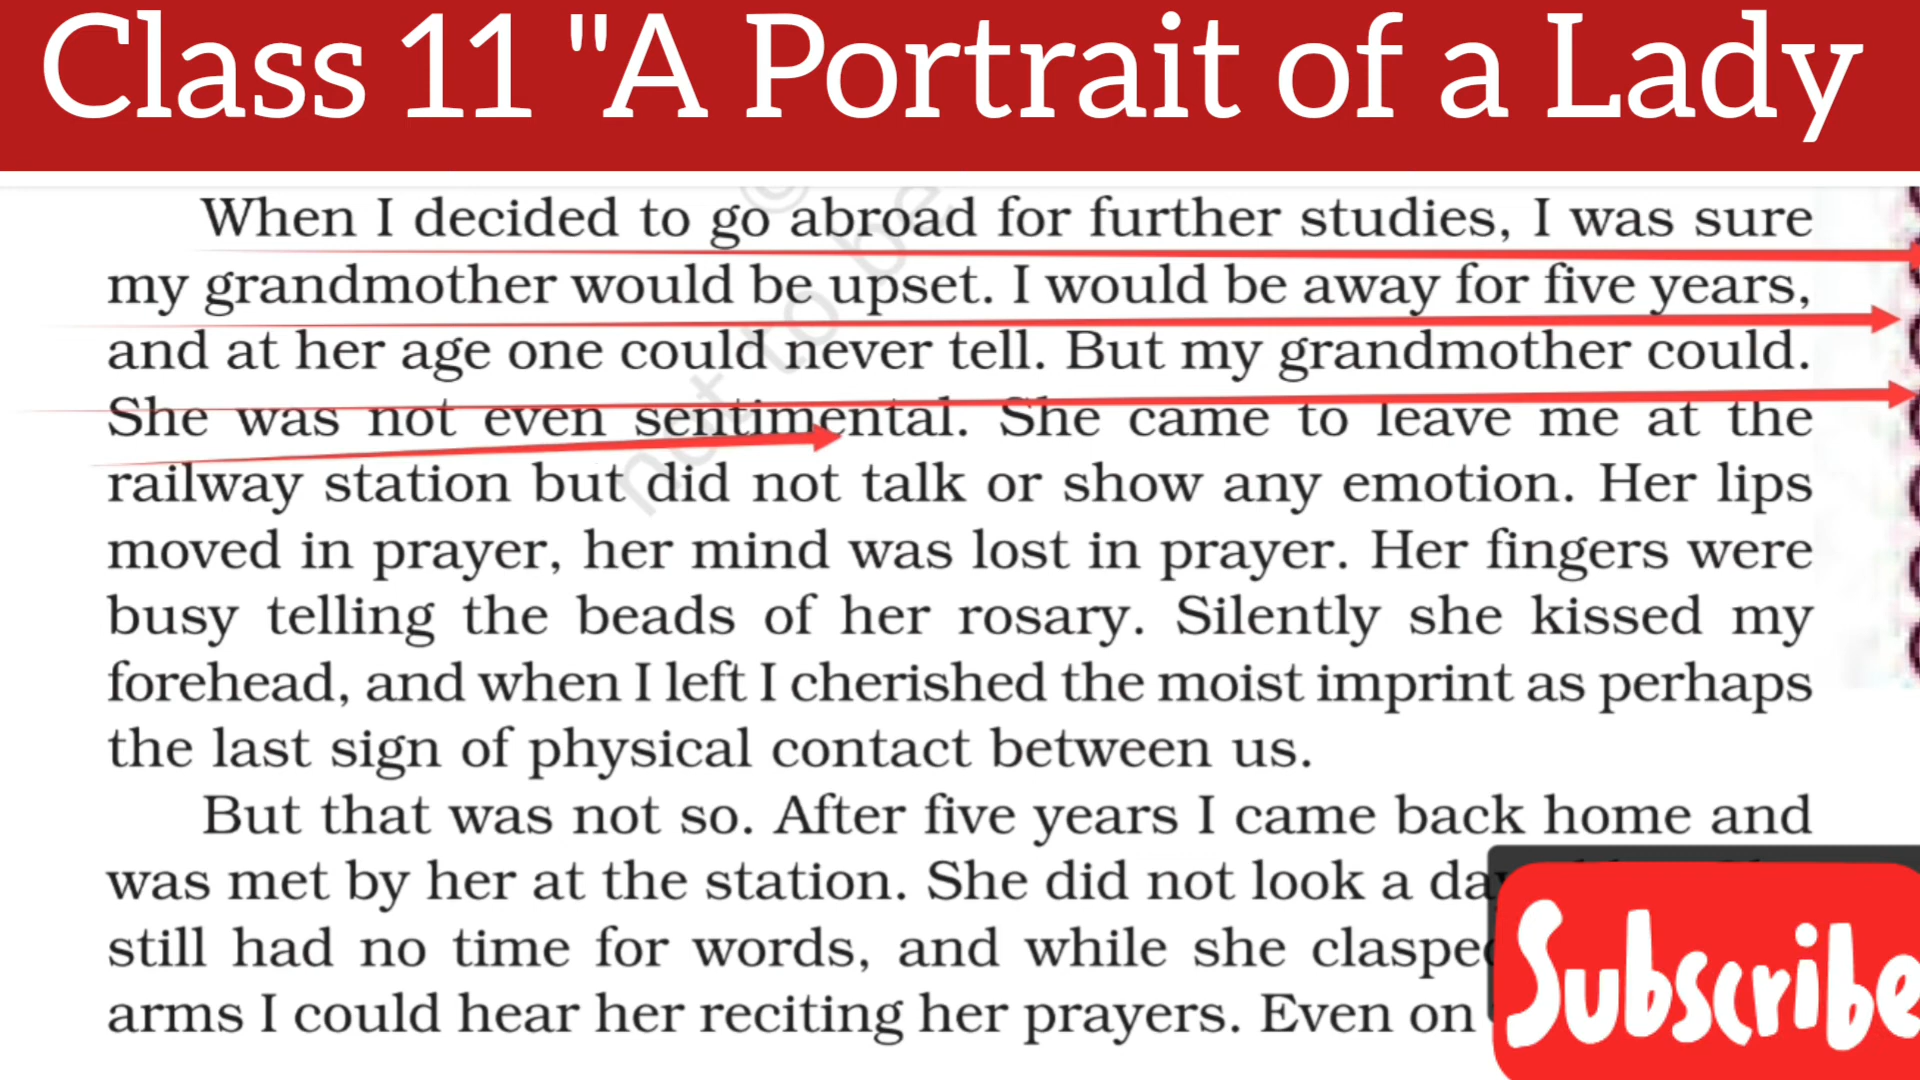 Class 11 "A Portrait of a Lady
When I decided to go abroad for further studies, I was sure
my grandmother would be upset. I would be away for five years,
and at her age one could never tell. But my grandmother could.
She was not even sentimental. She came to leave me at the
railway station but did not talk or show any emotion. Her lips
moved in prayer, her mind was lost in prayer. Her fingers were
busy telling the beads of her rosary. Silently she kissed my
forehead, and when I left I cherished the moist imprint as perhaps
the last sign of physical contact between us.
But that was not so. After five years I came back home and
was met by her at the station. She did not look a
still had no time for words, and while she
arms I could hear her reciting her prayers. Even on
Subscribe
not to be